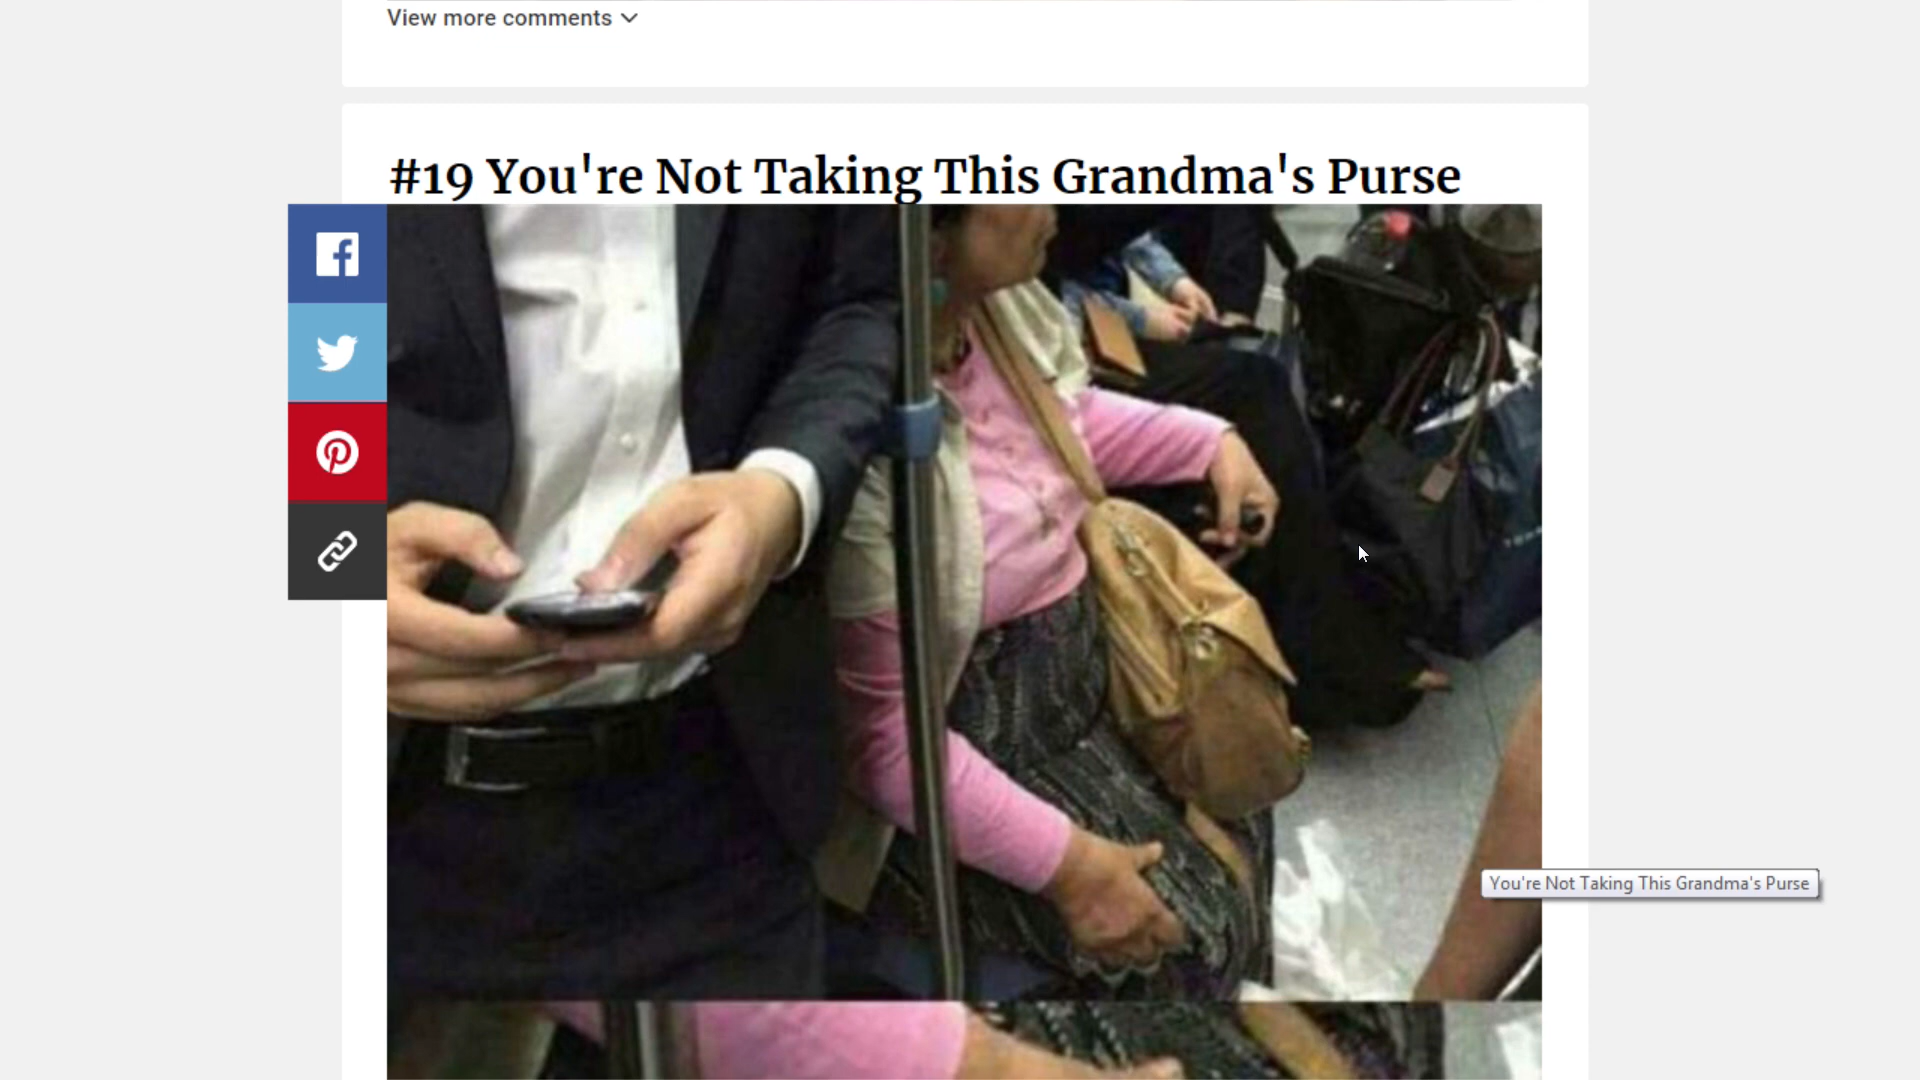 View more comments
#19 You're Not Taking This Grandma's Purse
You're Not Taking This Grandma's Purse